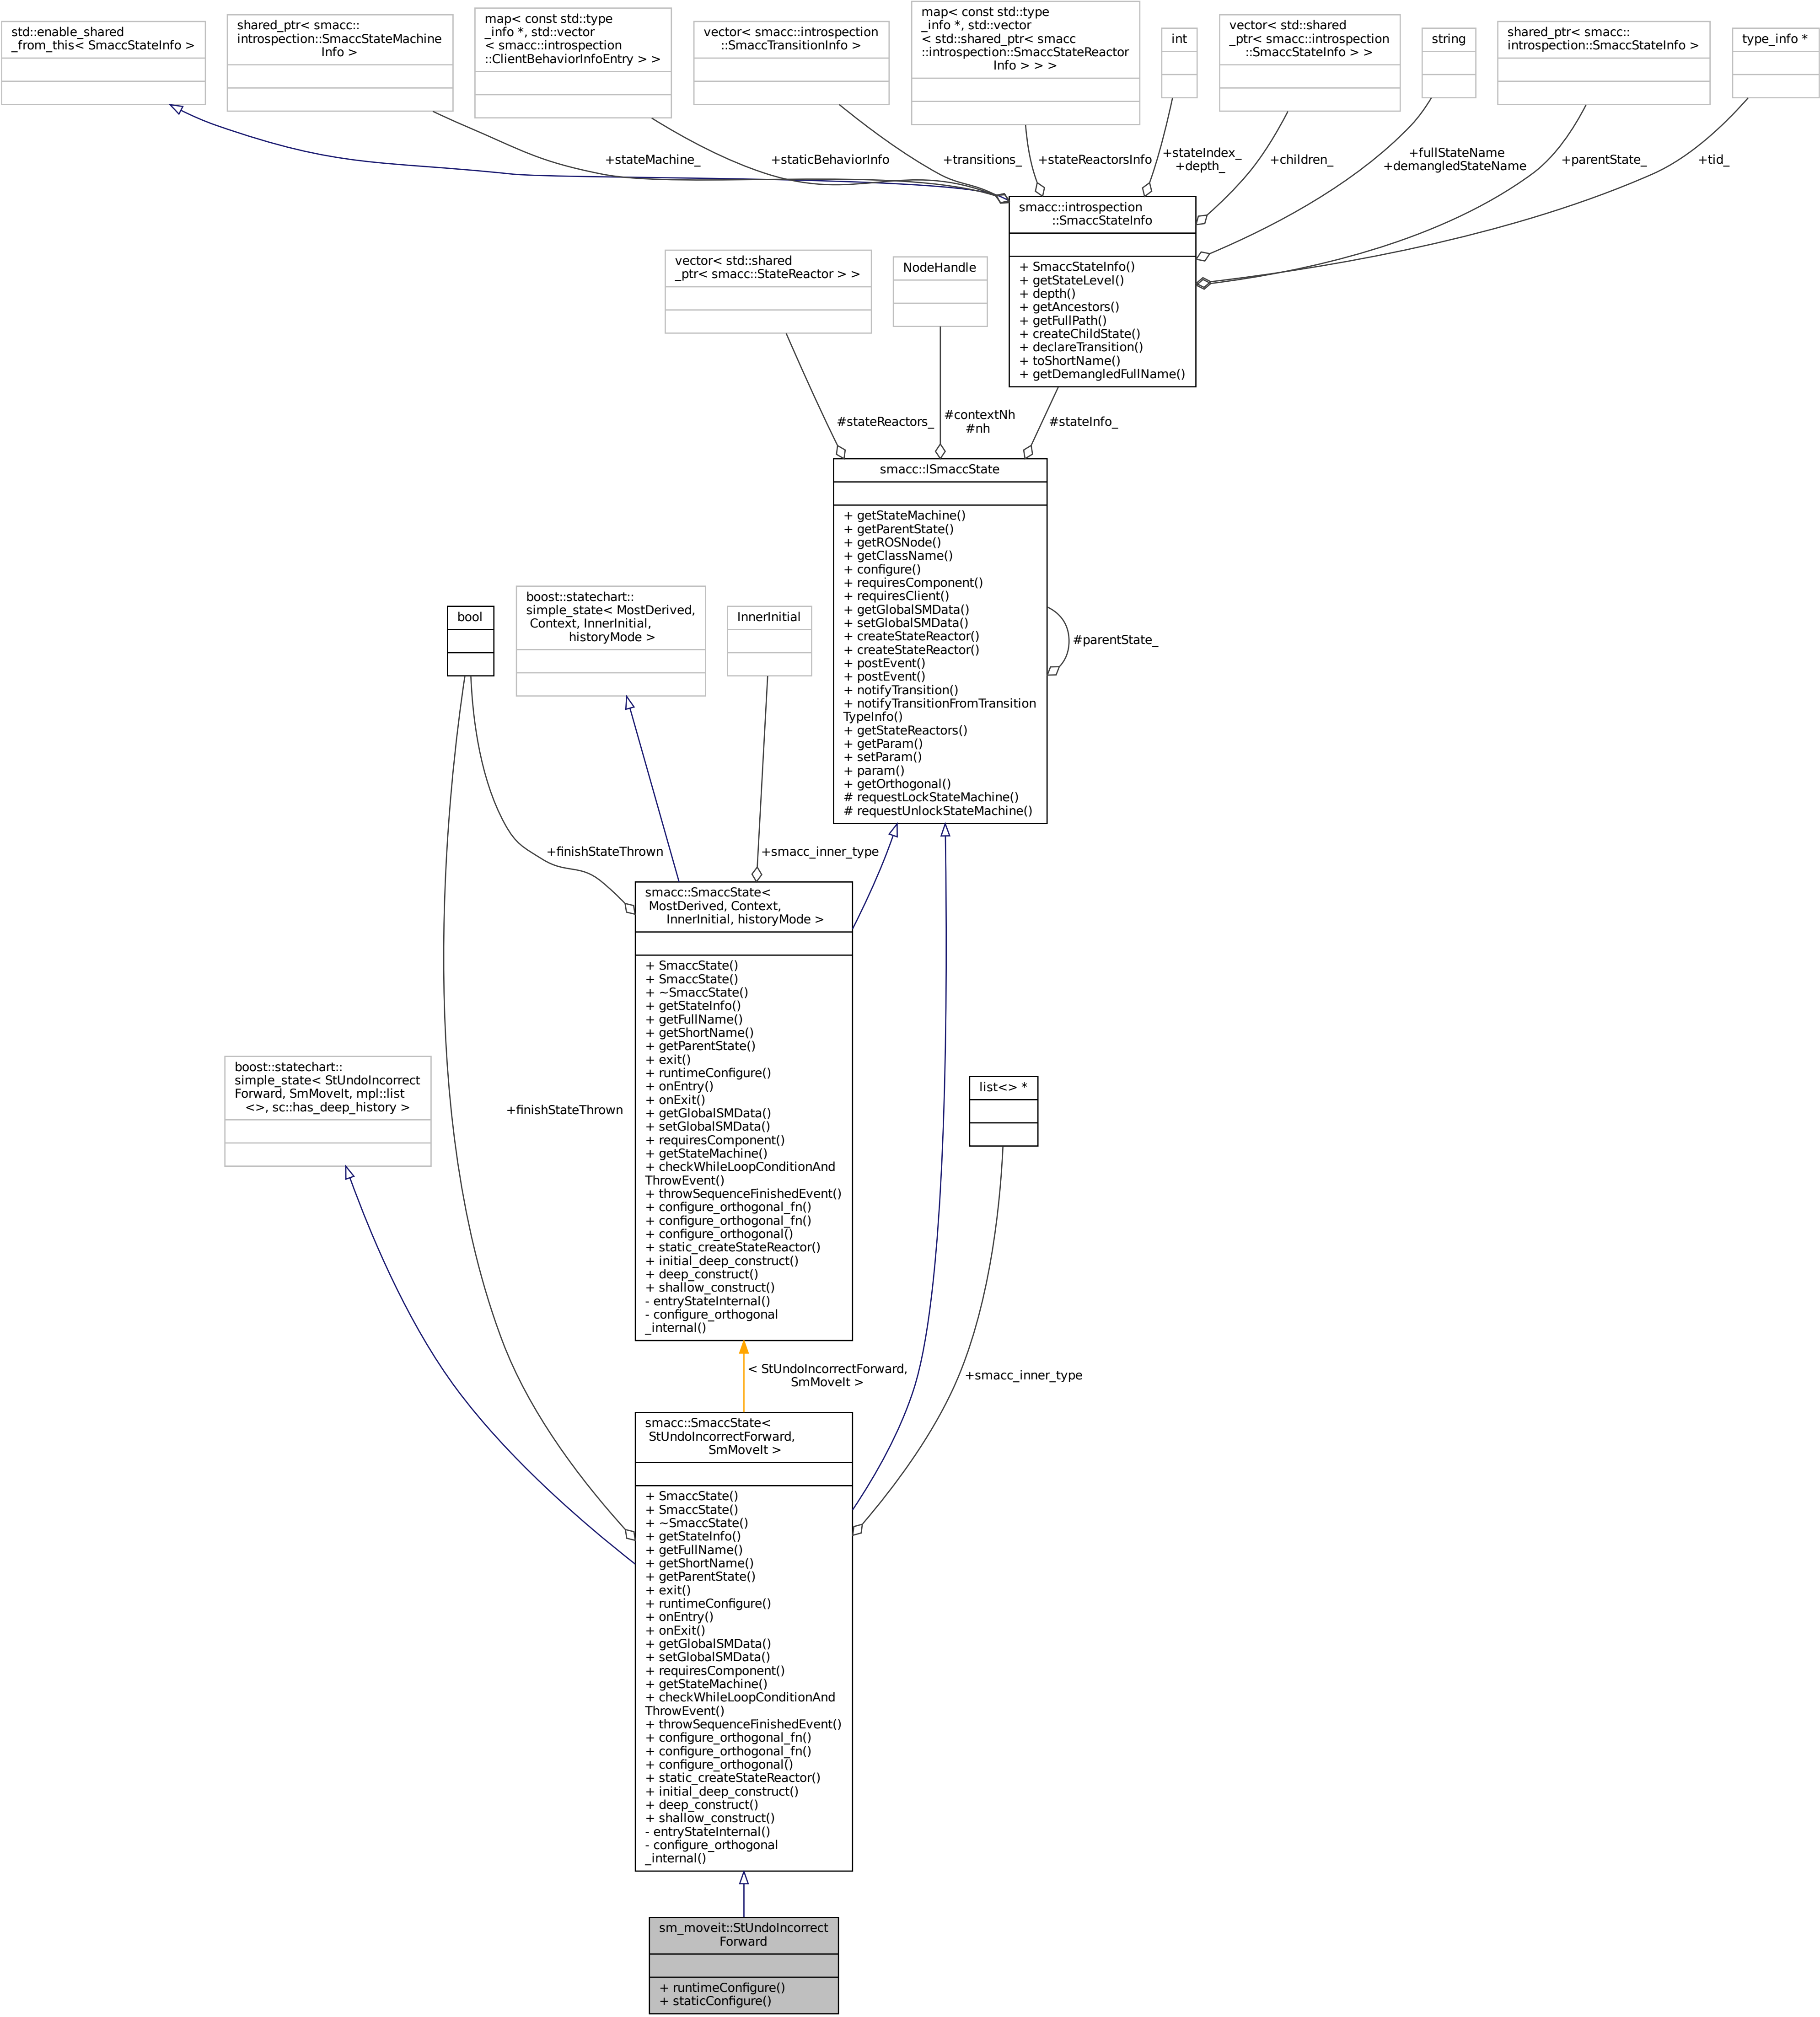 std::enable_shared
_from_this< SmaccStateInfo >
shared_ptr< smacc::
introspection::SmaccStateMachine
Info >
map< const std::type
_info *, std::vector
< smacc::introspection
::ClientBehaviorInfoEntry > >
vector< smacc::introspection
::SmaccTransitionInfo >
map< const std::type
_info *, std::vector
< std::shared_ptr< smacc
::introspection::SmaccStateReactor
Info > > >
int
vector< std::shared
_ptr< smacc::introspection
::SmaccStateInfo > >
string
shared_ptr< smacc::
introspection::SmaccStateInfo >
type_info *
+stateMachine_
+staticBehaviorInfo
+transitions_
+stateReactorsInfo
+stateIndex_
+depth_
+children_
+fullStateName
+demangledStateName
+parentState_
+tid_
smacc::introspection
::SmaccStateInfo
+ SmaccStateInfo()
+ getStateLevel()
+ depth()
+ getAncestors()
+ getFullPath()
+ createChildState()
+ declareTransition()
+ toShortName()
+ getDemangledFullName()
vector< std::shared
_ptr< smacc::StateReactor > >
NodeHandle
#stateReactors_
#contextNh
#nh
#stateInfo_
smacc::ISmaccState
+ getStateMachine()
+ getParentState()
+ getROSNode()
+ getClassName()
+ configure()
+ requiresComponent()
+ requiresClient()
+ getGlobalSMData()
+ setGlobalSMData()
+ createStateReactor()
+ createStateReactor()
+ postEvent()
+ postEvent()
+ notifyTransition()
+ notifyTransitionFromTransition
TypeInfo()
+ getStateReactors()
+ getParam()
+ setParam()
+ param()
+ getOrthogonal()
# requestLockStateMachine()
# requestUnlockStateMachine()
#parentState_
bool
boost::statechart::
simple_state< MostDerived,
Context, InnerInitial,
historyMode >
InnerInitial
+finishStateThrown
+smacc_inner_type
smacc::SmaccState<
MostDerived, Context,
InnerInitial, historyMode >
+ SmaccState()
+ SmaccState()
+ ~SmaccState()
+ getStateInfo()
+ getFullName()
+ getShortName()
+ getParentState()
+ exit()
+ runtimeConfigure()
+ onEntry()
+ onExit()
+ getGlobalSMData()
+ setGlobalSMData()
+ requiresComponent()
+ getStateMachine()
+ checkWhileLoopConditionAnd
ThrowEvent()
+ throwSequenceFinishedEvent()
+ configure_orthogonal_fn()
+ configure_orthogonal_fn()
+ configure_orthogonal()
+ static_createStateReactor()
+ initial_deep_construct()
+ deep_construct()
+ shallow_construct()
- entryStateInternal()
- configure_orthogonal
_internal()
boost::statechart::
simple_state< StUndoIncorrect
Forward, SmMoveIt, mpl::list
<>, sc::has_deep_history >
+finishStateThrown
list<> *
< StUndoIncorrectForward,
SmMoveIt >
+smacc_inner_type
smacc::SmaccState<
StUndoIncorrectForward,
SmMoveIt >
+ SmaccState()
+ SmaccState()
+ ~SmaccState()
+ getStateInfo()
+ getFullName()
+ getShortName()
+ getParentState()
+ exit()
+ runtimeConfigure()
+ onEntry()
+ onExit()
+ getGlobalSMData()
+ setGlobalSMData()
+ requiresComponent()
+ getStateMachine()
+ checkWhileLoopConditionAnd
ThrowEvent()
+ throwSequenceFinishedEvent()
+ configure_orthogonal_fn()
+ configure_orthogonal_fn()
+ configure_orthogonal()
+ static_createStateReactor()
+ initial_deep_construct()
+ deep_construct()
+ shallow_construct()
- entryStateInternal()
- configure_orthogonal
_internal()
sm_moveit::StUndoIncorrect
Forward
+ runtimeConfigure()
+ staticConfigure()